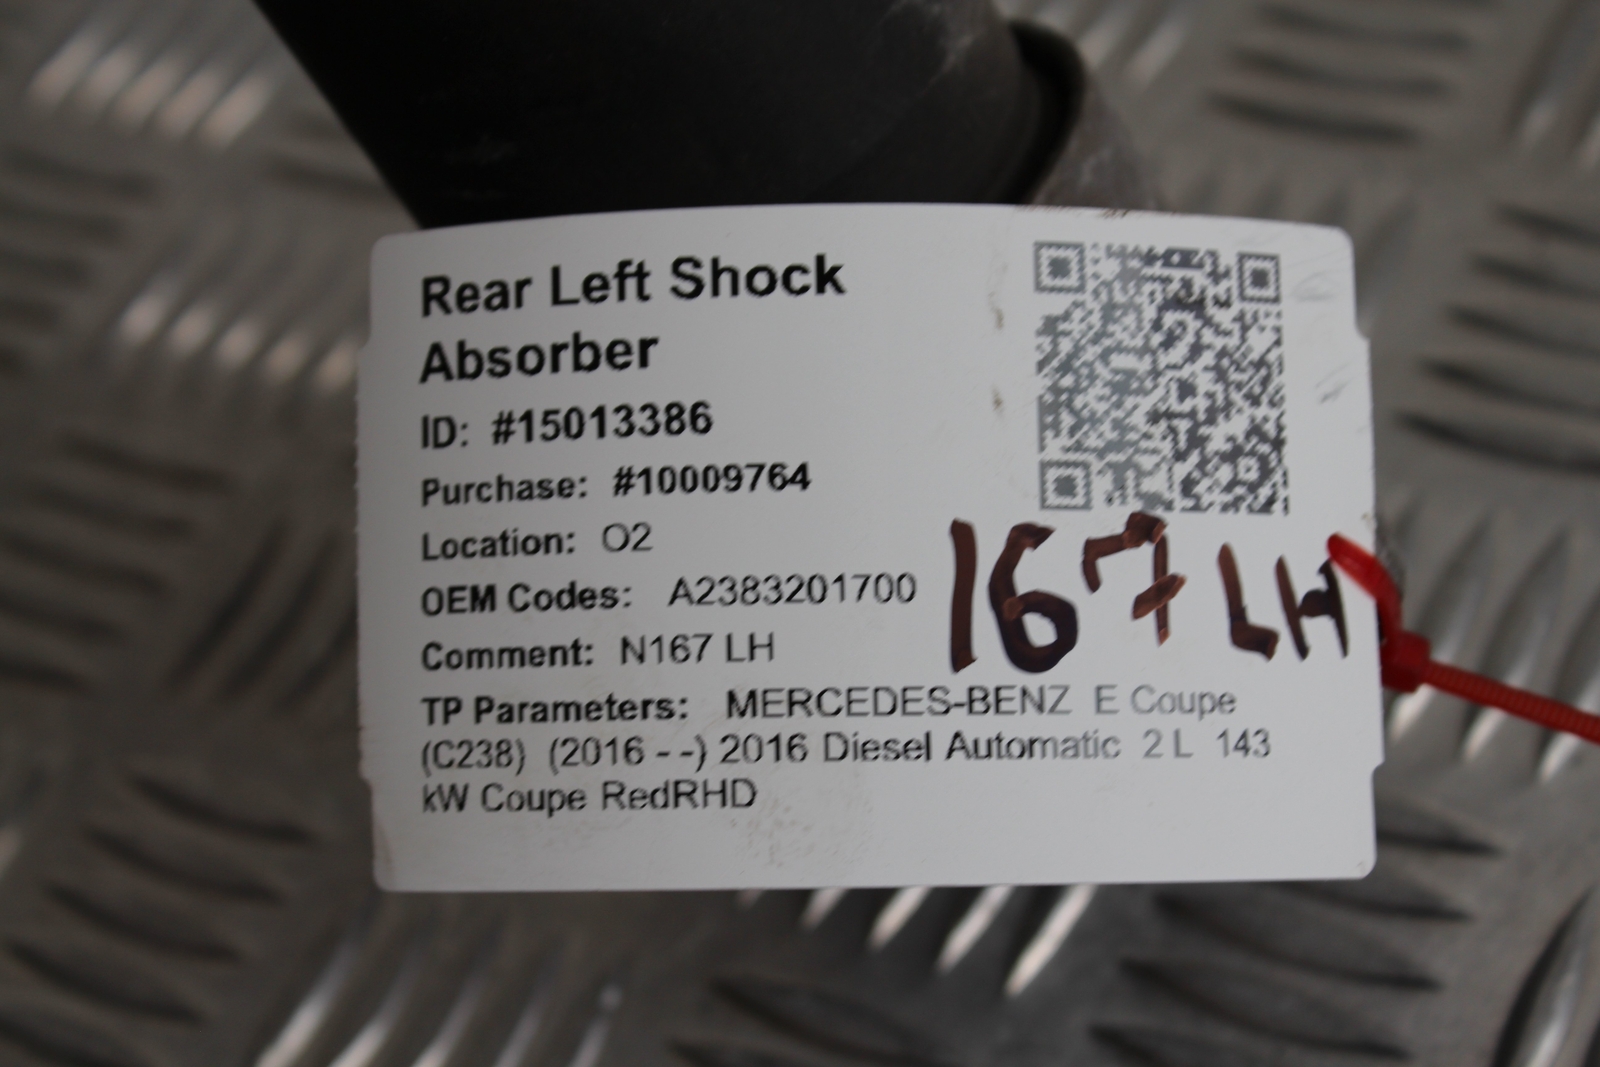 Rear Left Shock
Absorber
ID: #15013386
Purchase: #10009764
Location: O2
OEM Codes: A2383201700
Comment: N167 LH
167 LH
TP Parameters: MERCEDES-BENZ E Coupe
(C238) (2016 - -) 2016 Diesel Automatic 2 L 143
kW Coupe RedRHD